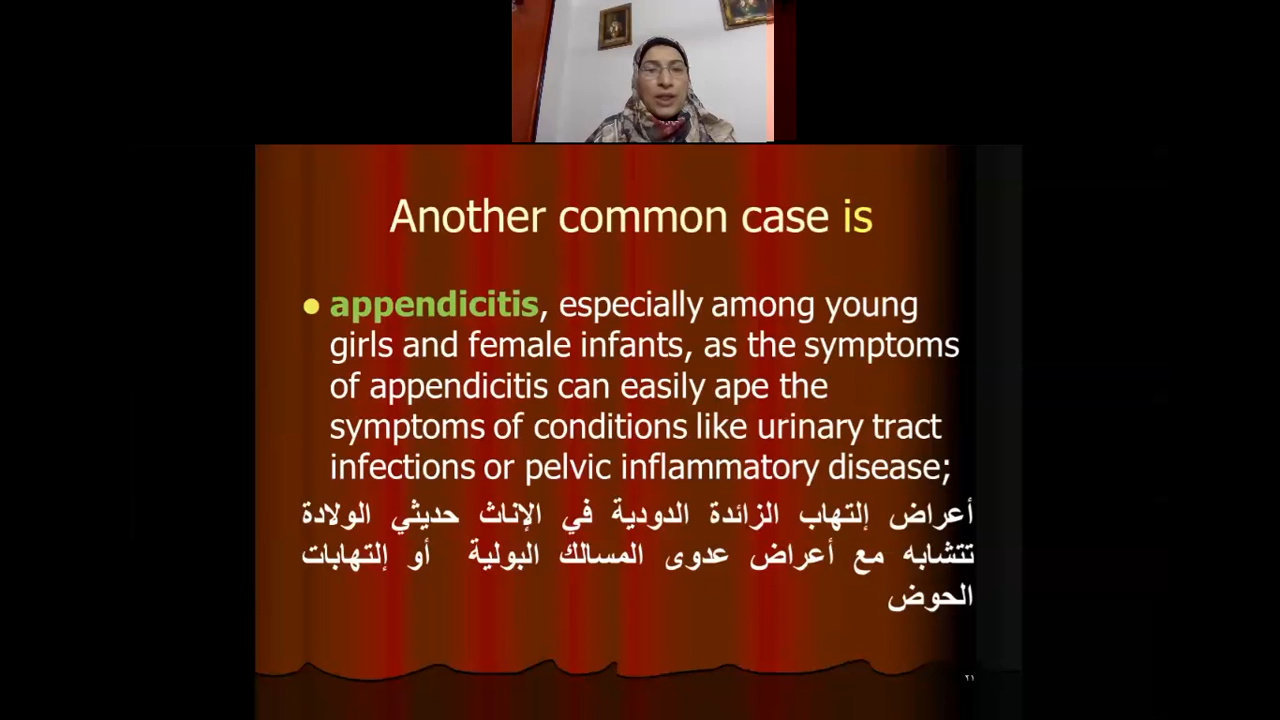 Another common case is
appendicitis, especially among young
girls and female infants, as the symptoms
of appendicitis can easily ape the
symptoms of conditions like urinary tract
infections or pelvic inflammatory disease;
أعراض إلتهاب الزائدة الدودية في الإناث حديثي الولادة
تتشابه مع أعراض عدوى المسالك البولية أو إلتهابات
الحوض
٢١